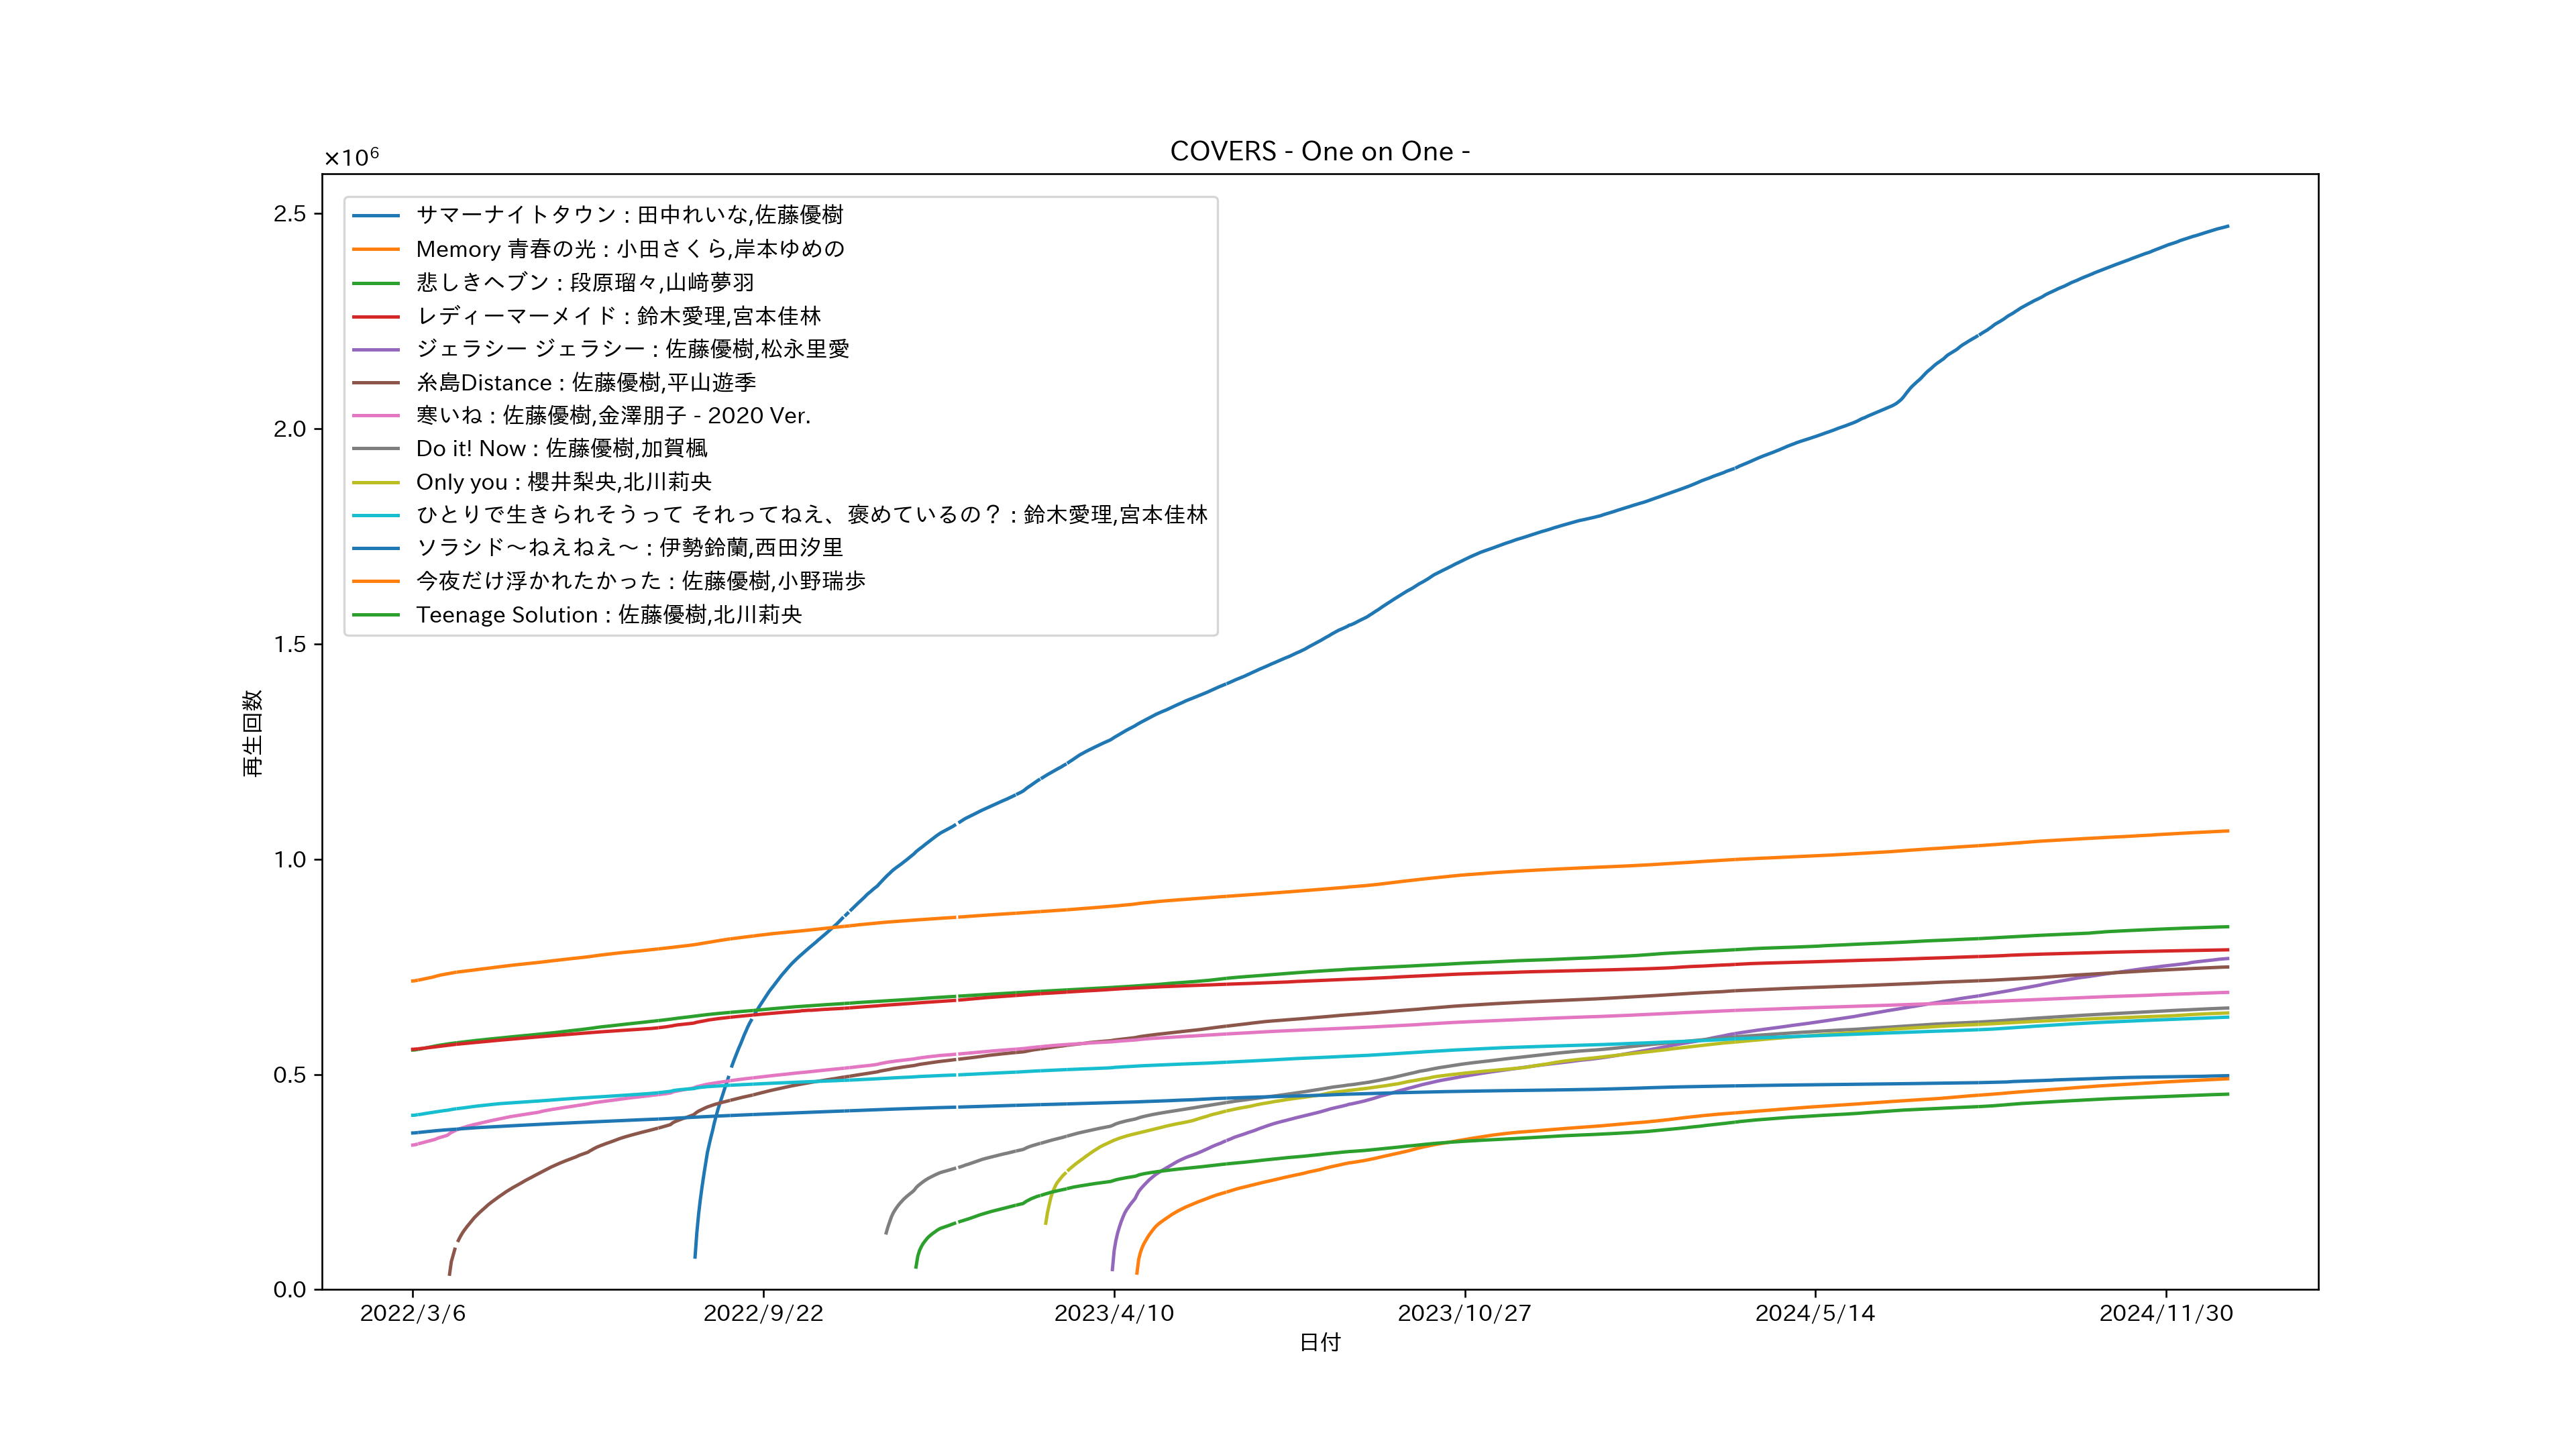 COVERS - One on One -
×10⁶
2.5
2.0
1.5
1.0
0.5
0.0
再生回数
サマーナイトタウン : 田中れいな,佐藤優樹
Memory 青春の光 : 小田さくら,岸本ゆめの
悲しきヘブン : 段原瑠々,山﨑夢羽
レディーマーメイド : 鈴木愛理,宮本佳林
ジェラシー ジェラシー : 佐藤優樹,松永里愛
糸島Distance : 佐藤優樹,平山遊季
寒いね : 佐藤優樹,金澤朋子 - 2020 Ver.
Do it! Now : 佐藤優樹,加賀楓
Only you : 櫻井梨央,北川莉央
ひとりで生きられそうって それってねえ、褒めているの？ : 鈴木愛理,宮本佳林
ソラシド～ねえねえ～ : 伊勢鈴蘭,西田汐里
今夜だけ浮かれたかった : 佐藤優樹,小野瑞歩
Teenage Solution : 佐藤優樹,北川莉央
2022/3/6
2022/9/22
2023/4/10
2023/10/27
2024/5/14
2024/11/30
日付